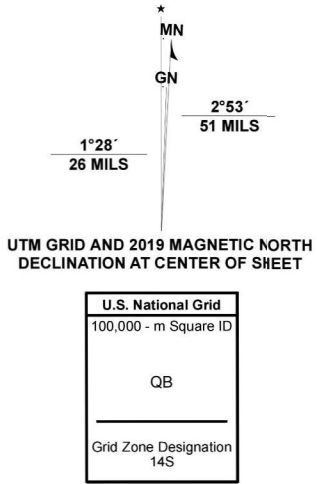 ★
MN
GN
2°53´
51 MILS
1°28´
26 MILS
UTM GRID AND 2019 MAGNETIC NORTH
DECLINATION AT CENTER OF SHEET
U.S. National Grid
100,000 - m Square ID
QB
Grid Zone Designation
14S